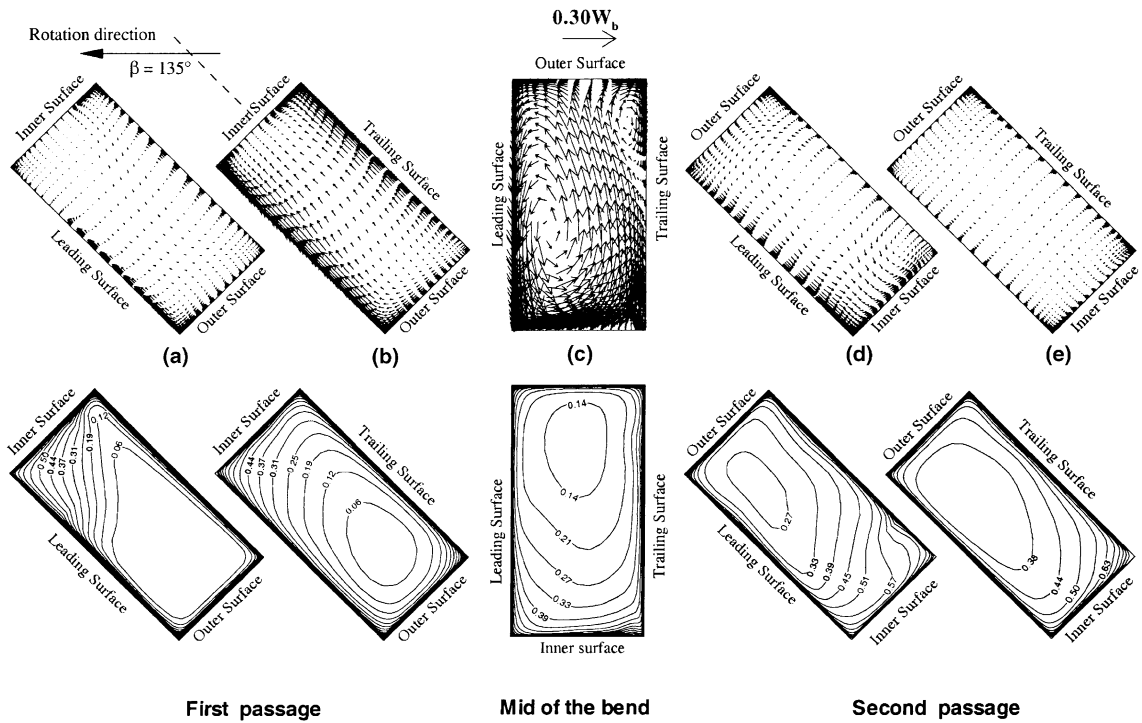 0.30W_b
Rotation direction
β = 135°
Outer Surface
Inner Surface
Inner Surface
Trailing Surface
Leading Surface
Outer Surface
Outer Surface
Leading Surface
Trailing Surface
Outer Surface
Outer Surface
Trailing Surface
Leading Surface
Inner Surface
Inner Surface
(a)
(b)
(c)
(d)
(e)
Inner Surface
0.50
0.44
0.37
0.31
0.19
0.12
0.06
Leading Surface
Outer Surface
Inner Surface
Trailing Surface
0.44
0.37
0.31
0.25
0.19
0.12
0.06
Outer Surface
Leading Surface
0.14
0.14
0.21
0.27
0.33
0.39
Trailing Surface
Inner surface
Outer Surface
0.27
0.33
0.39
0.45
0.51
0.57
Leading Surface
Inner Surface
Outer Surface
Trailing Surface
0.38
0.44
0.50
0.63
Inner Surface
First passage
Mid of the bend
Second passage